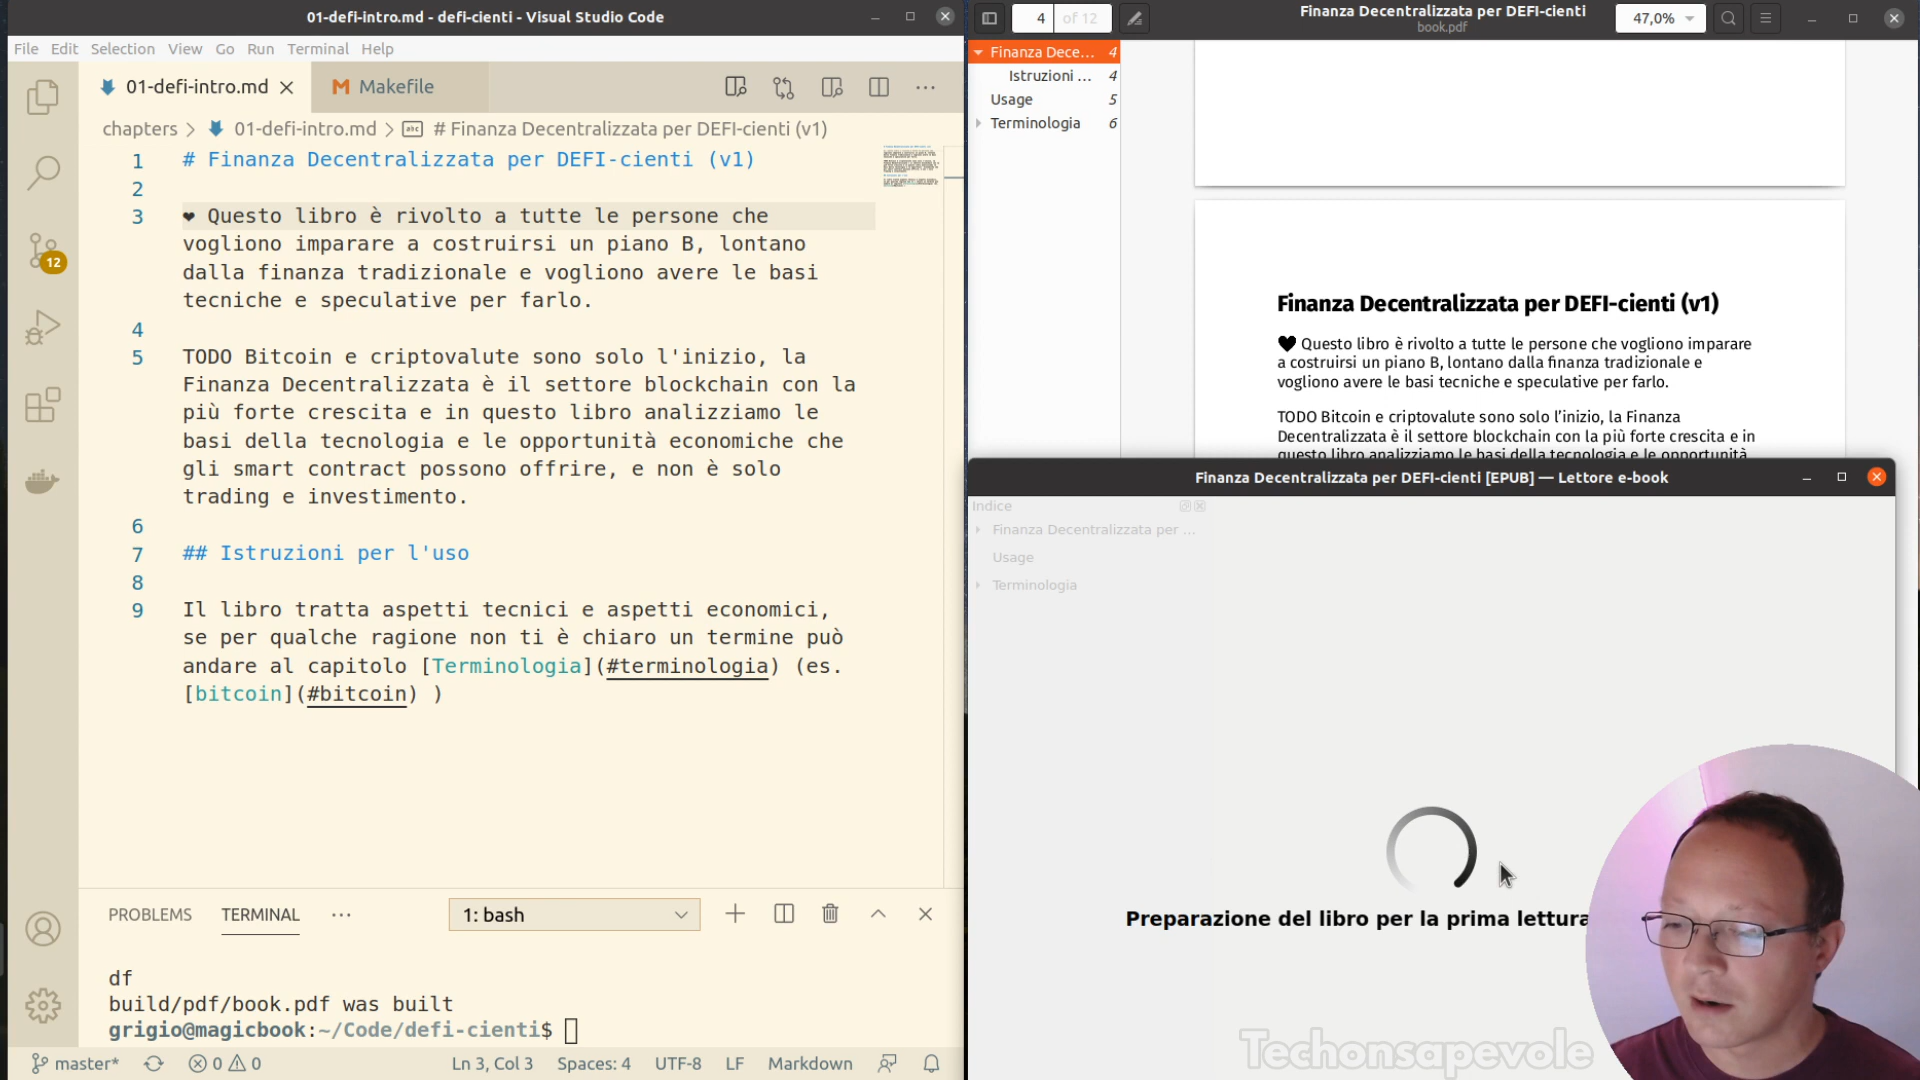 01-defi-intro.md - defi-cienti - Visual Studio Code
File Edit Selection View Go Run Terminal Help
01-defi-intro.md
M Makefile
chapters > 01-defi-intro.md > # Finanza Decentralizzata per DEFI-cienti (v1)
1 # Finanza Decentralizzata per DEFI-cienti (v1)
2
3 ❤ Questo libro è rivolto a tutte le persone che
vogliono imparare a costruirsi un piano B, lontano
dalla finanza tradizionale e vogliono avere le basi
tecniche e speculative per farlo.
4
5 TODO Bitcoin e criptovalute sono solo l'inizio, la
Finanza Decentralizzata è il settore blockchain con la
più forte crescita e in questo libro analizziamo le
basi della tecnologia e le opportunità economiche che
gli smart contract possono offrire, e non è solo
trading e investimento.
6
7 ## Istruzioni per l'uso
8
9 Il libro tratta aspetti tecnici e aspetti economici,
se per qualche ragione non ti è chiaro un termine può
andare al capitolo [Terminologia](#terminologia) (es.
[bitcoin](#bitcoin) )
12
PROBLEMS TERMINAL ···
1: bash
df
build/pdf/book.pdf was built
grigio@magicbook:~/Code/defi-cienti$
master* 0 0 Ln 3, Col 3 Spaces: 4 UTF-8 LF Markdown
4 of 12
Finanza Decentralizzata per DEFI-cienti
book.pdf
47,0%
Finanza Dece... 4
Istruzioni ... 4
Usage 5
Terminologia 6
Finanza Decentralizzata per DEFI-cienti (v1)
🖤 Questo libro è rivolto a tutte le persone che vogliono imparare
a costruirsi un piano B, lontano dalla finanza tradizionale e
vogliono avere le basi tecniche e speculative per farlo.
TODO Bitcoin e criptovalute sono solo l'inizio, la Finanza
Decentralizzata è il settore blockchain con la più forte crescita e in
questo libro analizziamo le basi della tecnologia e le opportunità
Finanza Decentralizzata per DEFI-cienti [EPUB] — Lettore e-book
Indice
Finanza Decentralizzata per ...
Usage
Terminologia
Preparazione del libro per la prima lettura
Techonsapevole